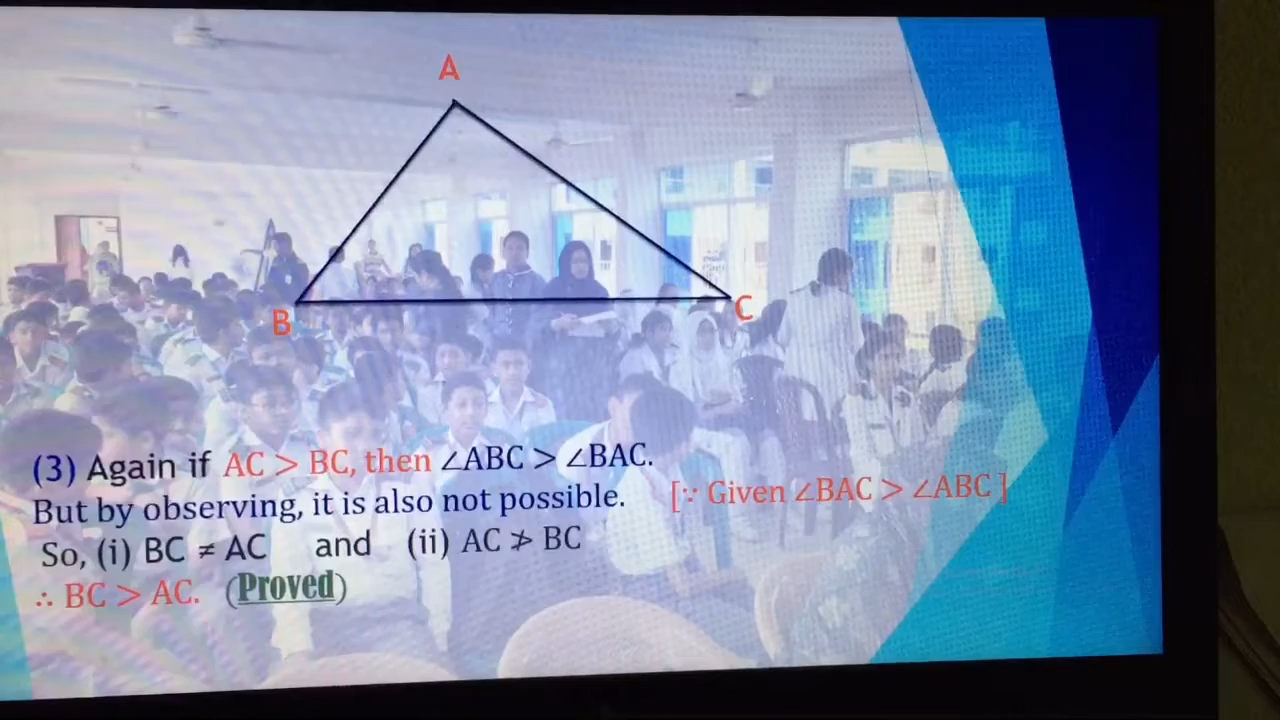 A
B
C
(3) Again if AC > BC, then ∠ABC > ∠BAC.
But by observing, it is also not possible. [∵ Given ∠BAC > ∠ABC ]
So, (i) BC ≠ AC and (ii) AC ≯ BC
∴ BC > AC. (Proved)